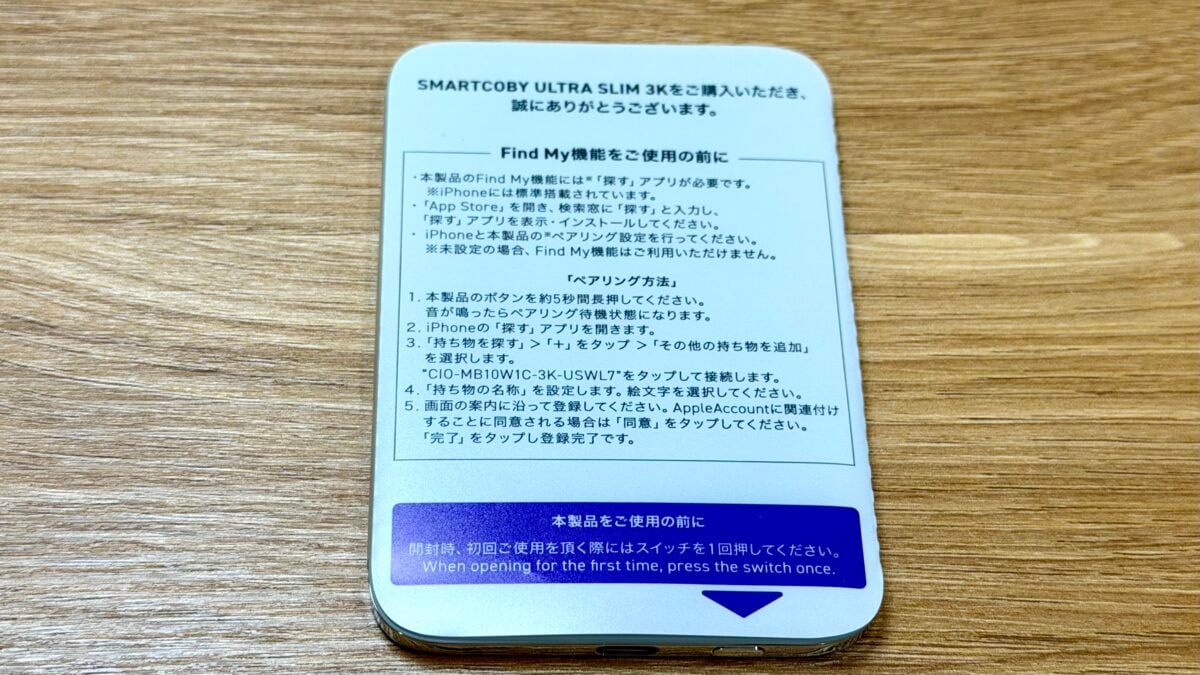 SMARTCOBY ULTRA SLIM 3Kをご購入いただき、
誠にありがとうございます。
Find My機能をご使用の前に
・本製品のFind My機能には※「探す」アプリが必要です。
※iPhoneには標準搭載されています。
・「App Store」を開き、検索窓に「探す」と入力し、
「探す」アプリを表示・インストールしてください。
・ iPhoneと本製品の※ペアリング設定を行ってください。
※未設定の場合、Find My機能はご利用いただけません。
「ペアリング方法」
1. 本製品のボタンを約5秒間長押してください。
音が鳴ったらペアリング待機状態になります。
2. iPhoneの「探す」アプリを開きます。
3. 「持ち物を探す」>「+」をタップ >「その他の持ち物を追加」
を選択します。
“CIO-MB10W1C-3K-USWL7”をタップして接続します。
4. 「持ち物の名称」を設定します。絵文字を選択してください。
5. 画面の案内に沿って登録してください。AppleAccountに関連付け
することに同意される場合は「同意」をタップしてください。
「完了」をタップし登録完了です。
本製品をご使用の前に
開封時、初回ご使用を頂く際にはスイッチを1回押してください。
When opening for the first time, press the switch once.